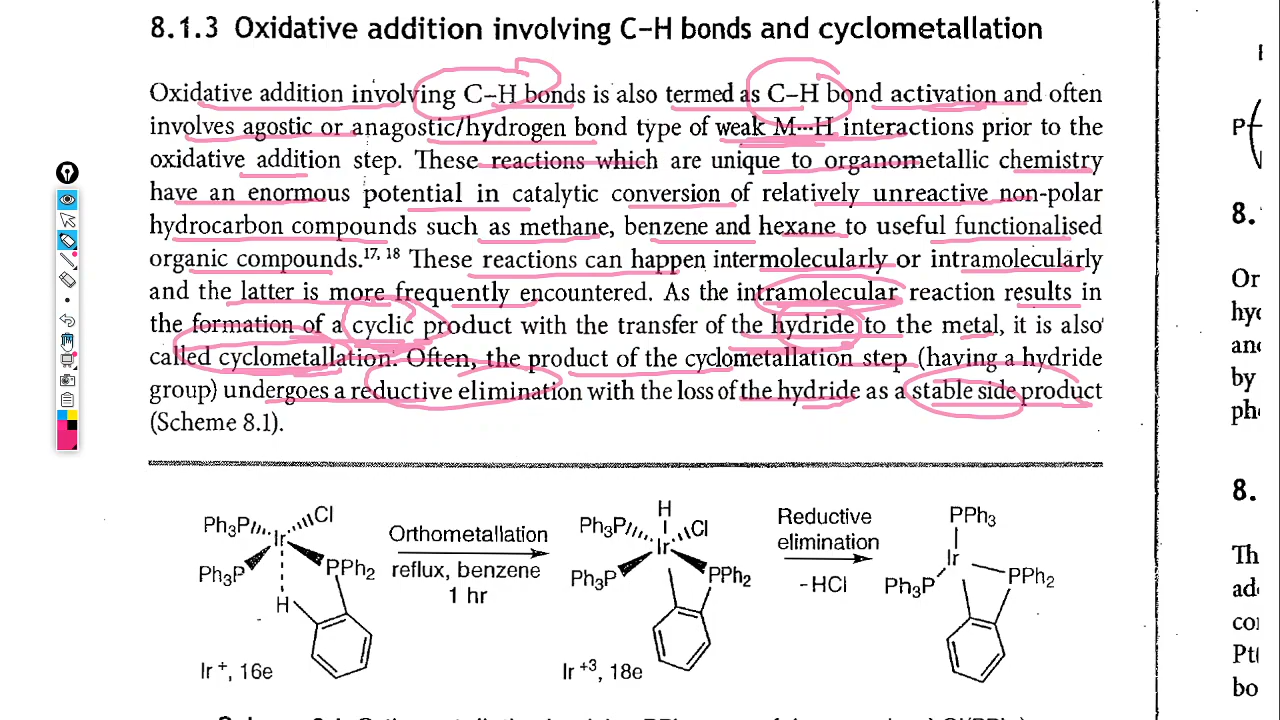 8.1.3 Oxidative addition involving C–H bonds and cyclometallation
Oxidative addition involving C–H bonds is also termed as C–H bond activation and often
involves agostic or anagostic/hydrogen bond type of weak M···H interactions prior to the
oxidative addition step. These reactions which are unique to organometallic chemistry
have an enormous potential in catalytic conversion of relatively unreactive non-polar
hydrocarbon compounds such as methane, benzene and hexane to useful functionalised
organic compounds.17, 18 These reactions can happen intermolecularly or intramolecularly
and the latter is more frequently encountered. As the intramolecular reaction results in
the formation of a cyclic product with the transfer of the hydride to the metal, it is also
called cyclometallation. Often, the product of the cyclometallation step (having a hydride
group) undergoes a reductive elimination with the loss of the hydride as a stable side product
(Scheme 8.1).
Ph3P Ir Cl
Ph3P PPh2
H
Ir +, 16e
Orthometallation
reflux, benzene
1 hr
H
Ph3P Ir Cl
Ph3P PPh2
Ir +3, 18e
Reductive
elimination
-HCl
PPh3
Ir
Ph3P PPh2
P
8.
Or
by
8.
Th
Pt(
bo